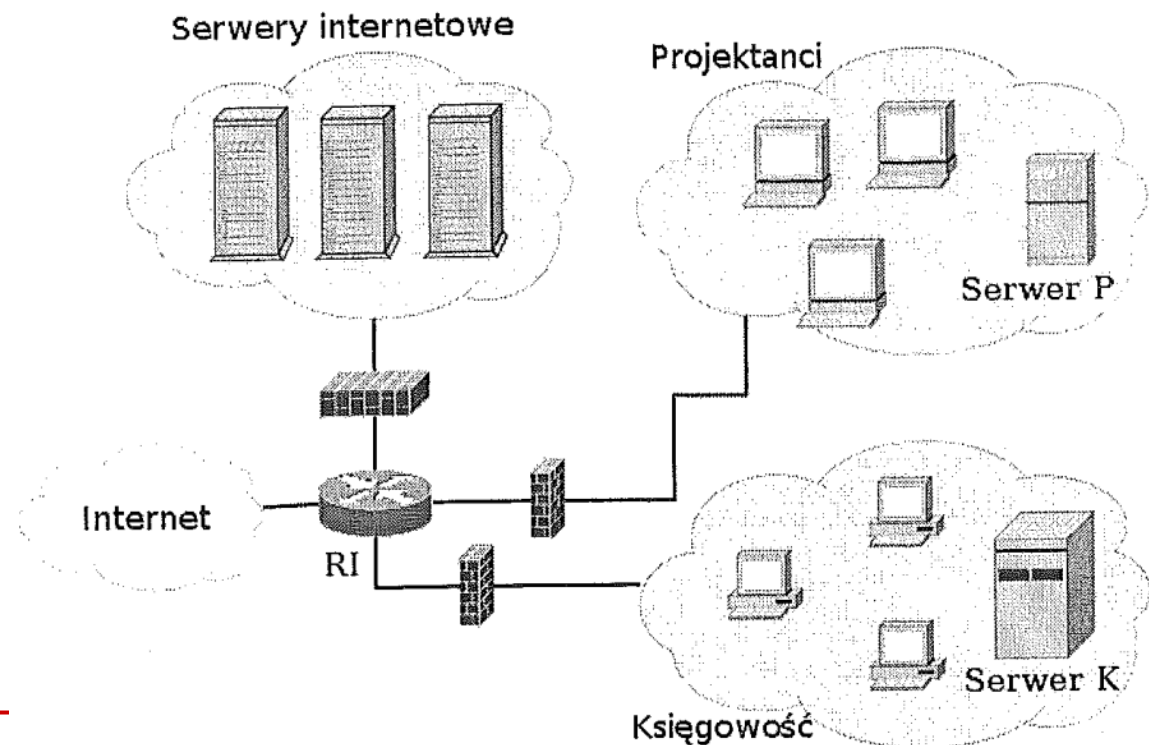 Serwery internetowe
Projektanci
Serwer P
Internet
RI
Serwer K
Księgowość